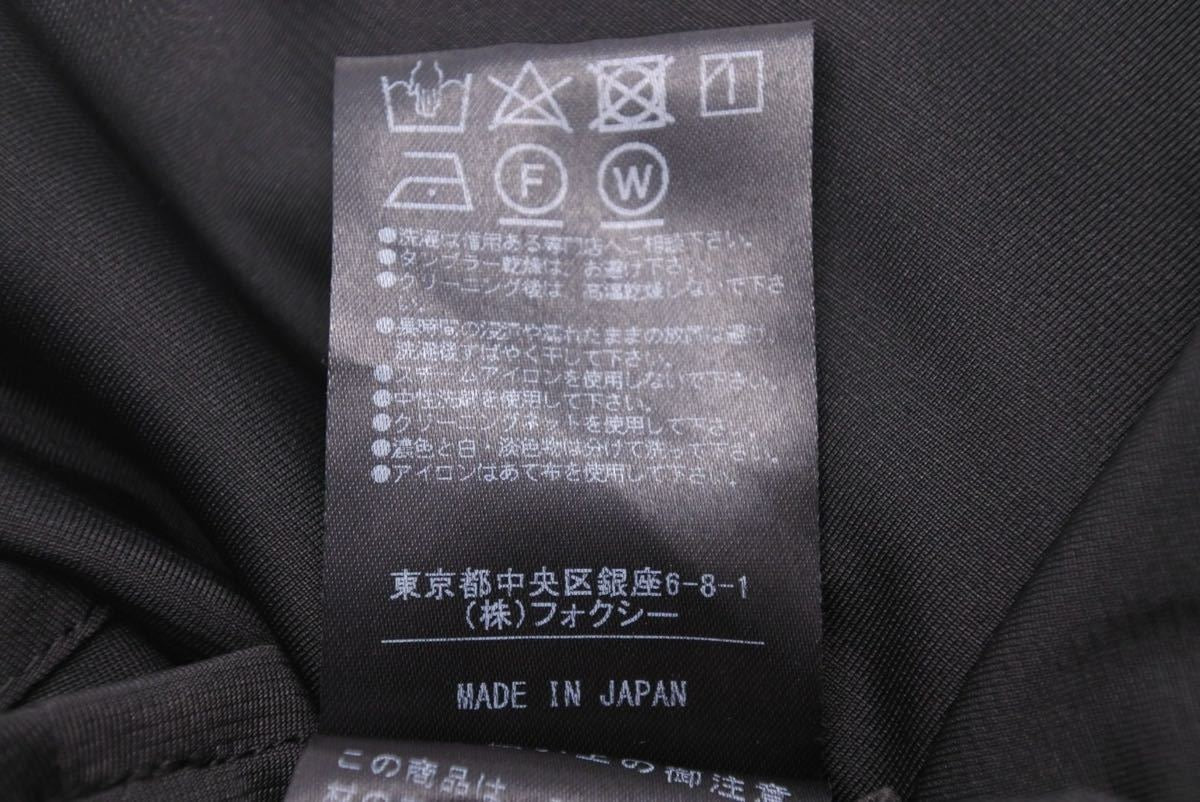 F W
●洗濯は信用ある専門店へご相談下さい。
●タンブラー乾燥は、お避け下さい。
●クリーニング後は、高温乾燥しないで下さ
い。
●長時間の浸漬や濡れたままの放置は避け
洗濯後すばやく干して下さい。
●スチームアイロンを使用しないで下さい。
●中性洗剤を使用して下さい。
●クリーニングネットを使用して下さい。
●濃色と白・淡色物は分けて洗って下さい。
●アイロンはあて布を使用して下さい。
東京都中央区銀座6-8-1
(株)フォクシー
MADE IN JAPAN
上の御注意
この商品は